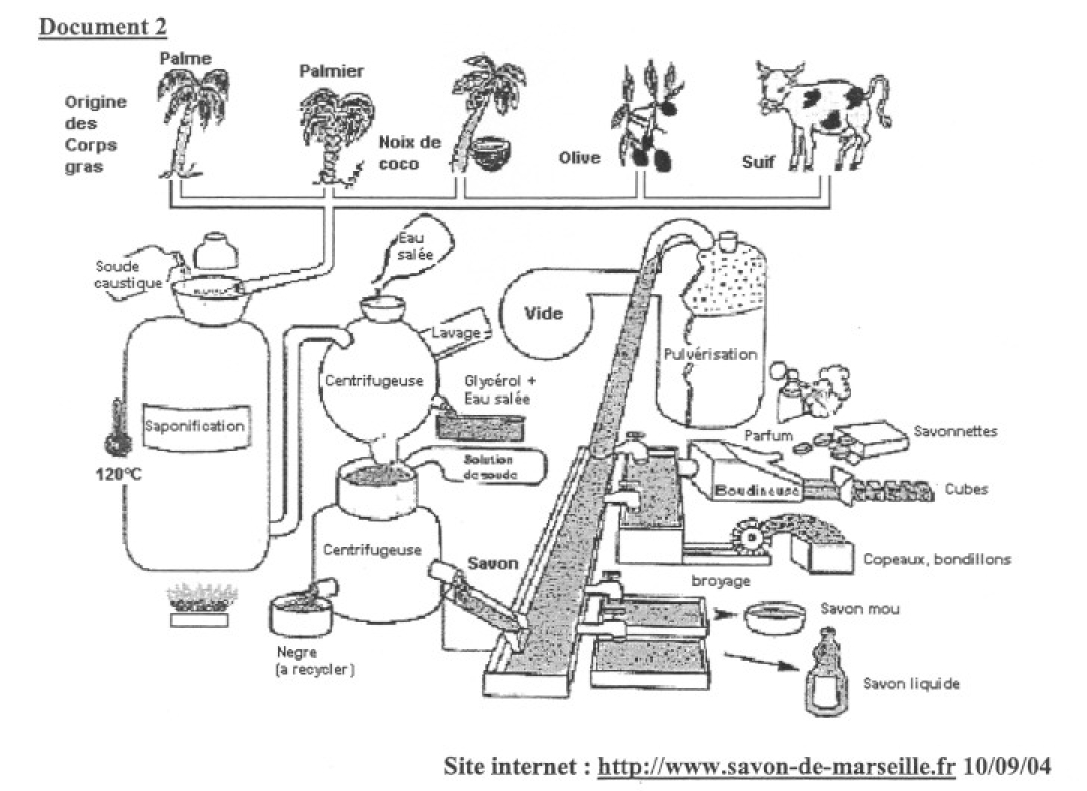 Document 2
Palme
Palmier
Origine
des
Corps
gras
Noix de
coco
Olive
Suif
Eau
salée
Soude
caustique
Lavage
Vide
Centrifugeuse
Glycérol +
Eau salée
Pulvérisation
Saponification
Parfum
Savonnettes
120°C
Solution
de soude
Boudineuse
Cubes
Centrifugeuse
Savon
Copeaux, bondillons
broyage
Savon mou
Negre
(a recycler)
Savon liquide
Site internet : http://www.savon-de-marseille.fr 10/09/04